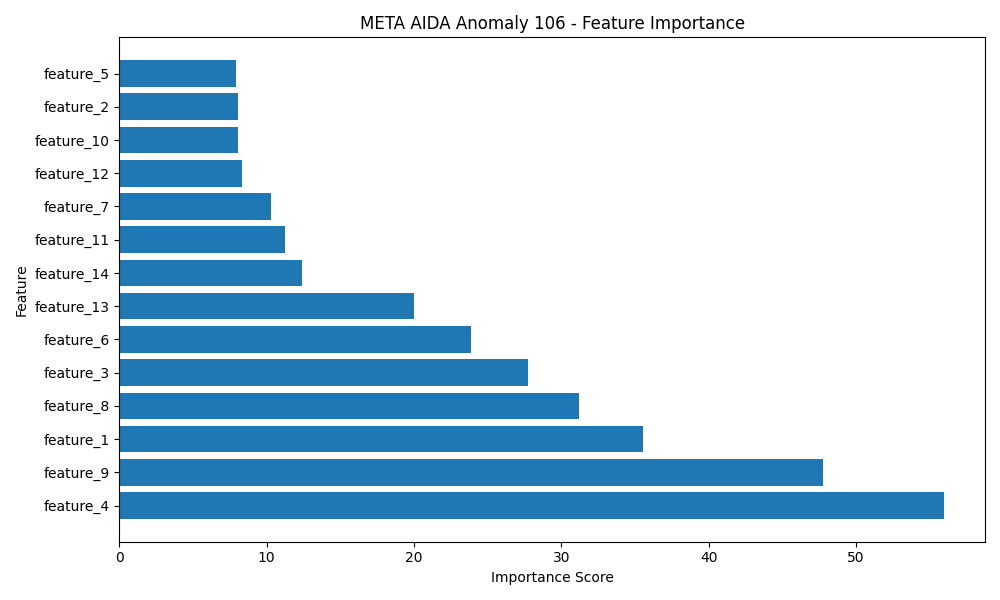 META AIDA Anomaly 106 - Feature Importance
feature_5
feature_2
feature_10
feature_12
feature_7
feature_11
feature_14
feature_13
feature_6
feature_3
feature_8
feature_1
feature_9
feature_4
Feature
0 10 20 30 40 50
Importance Score